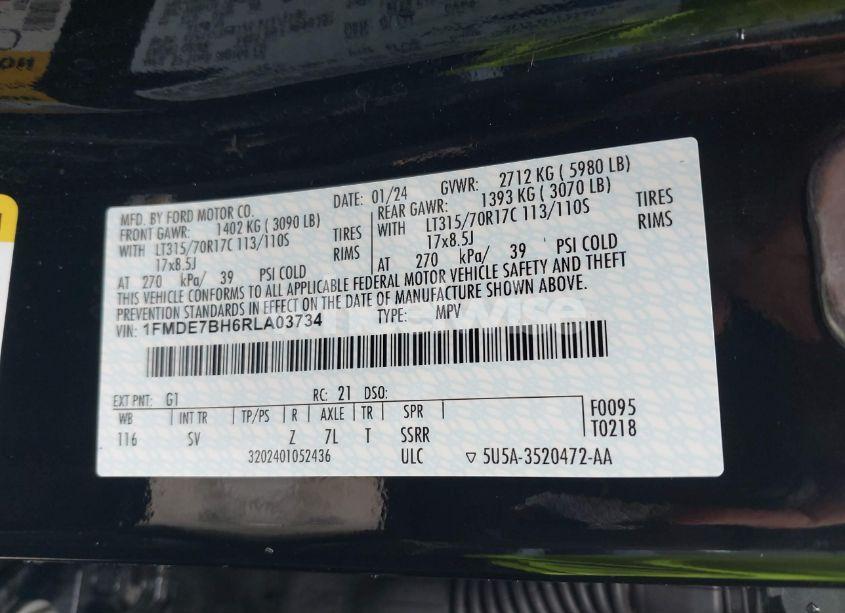 MFD. BY FORD MOTOR CO. DATE: 01/24 GVWR: 2712 KG ( 5980 LB)
FRONT GAWR: 1402 KG ( 3090 LB) REAR GAWR: 1393 KG ( 3070 LB)
WITH LT315/70R17C 113/110S TIRES WITH LT315/70R17C 113/110S TIRES
17x8.5J RIMS 17x8.5J RIMS
AT 270 kPa/ 39 PSI COLD AT 270 kPa/ 39 PSI COLD
THIS VEHICLE CONFORMS TO ALL APPLICABLE FEDERAL MOTOR VEHICLE SAFETY AND THEFT
PREVENTION STANDARDS IN EFFECT ON THE DATE OF MANUFACTURE SHOWN ABOVE.
VIN: 1FMDE7BH6RLA03734 TYPE: MPV
EXT PNT: G1 RC: 21 DSO:
WB INT TR TP/PS R AXLE TR SPR F0095
116 SV Z 7L T SSRR T0218
3202401052436 ULC ▽ 5U5A-3520472-AA